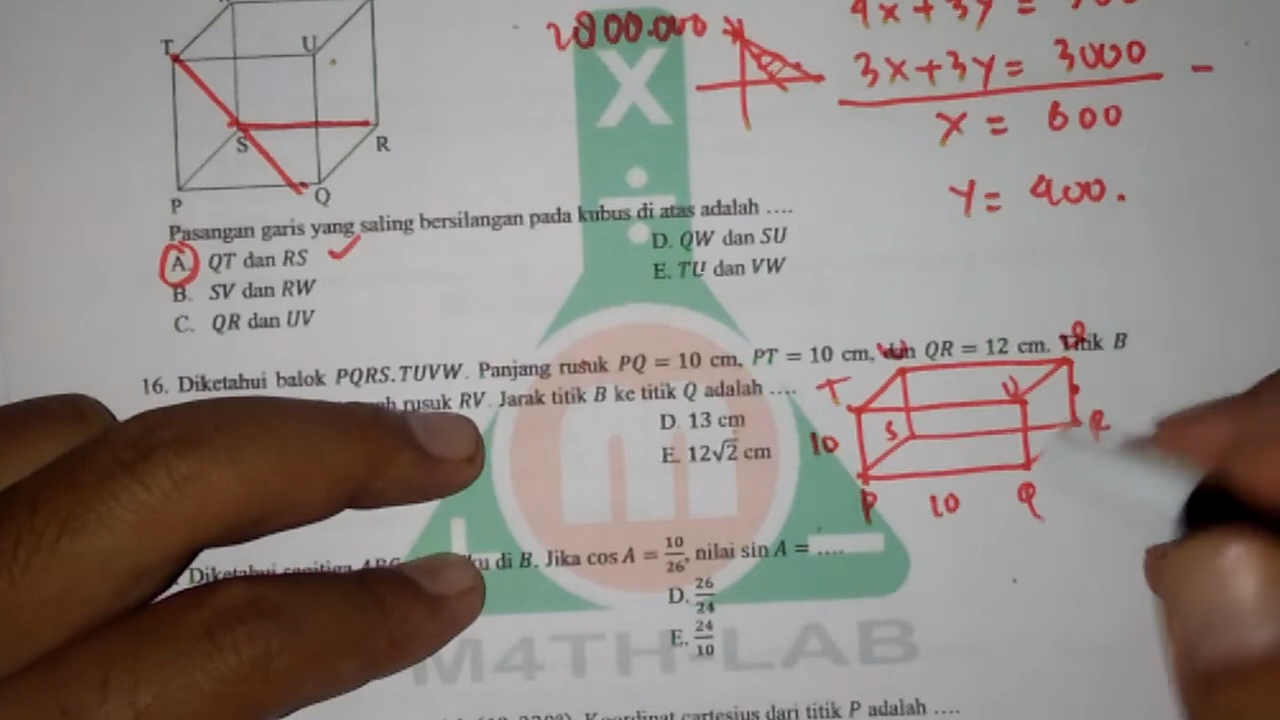 T
U
S
R
P
Q
2800.000
3x+3y = 3000 -
x = 600
y = 400.
Pasangan garis yang saling bersilangan pada kubus di atas adalah ....
A. QT dan RS
B. SV dan RW
C. QR dan UV
D. QW dan SU
E. TU dan VW
16. Diketahui balok PQRS.TUVW. Panjang rusuk PQ = 10 cm, PT = 10 cm, dan QR = 12 cm. Titik B
rusuk RV. Jarak titik B ke titik Q adalah ....
D. 13 cm
E. 12√2 cm
T
U
S
R
10
P
10
Q
Diketahui segitiga ABC di B. Jika cos A = 10/26, nilai sin A = ....
D. 26/24
E. 24/10
M4TH-LAB
Koordinat cartesius dari titik P adalah ....